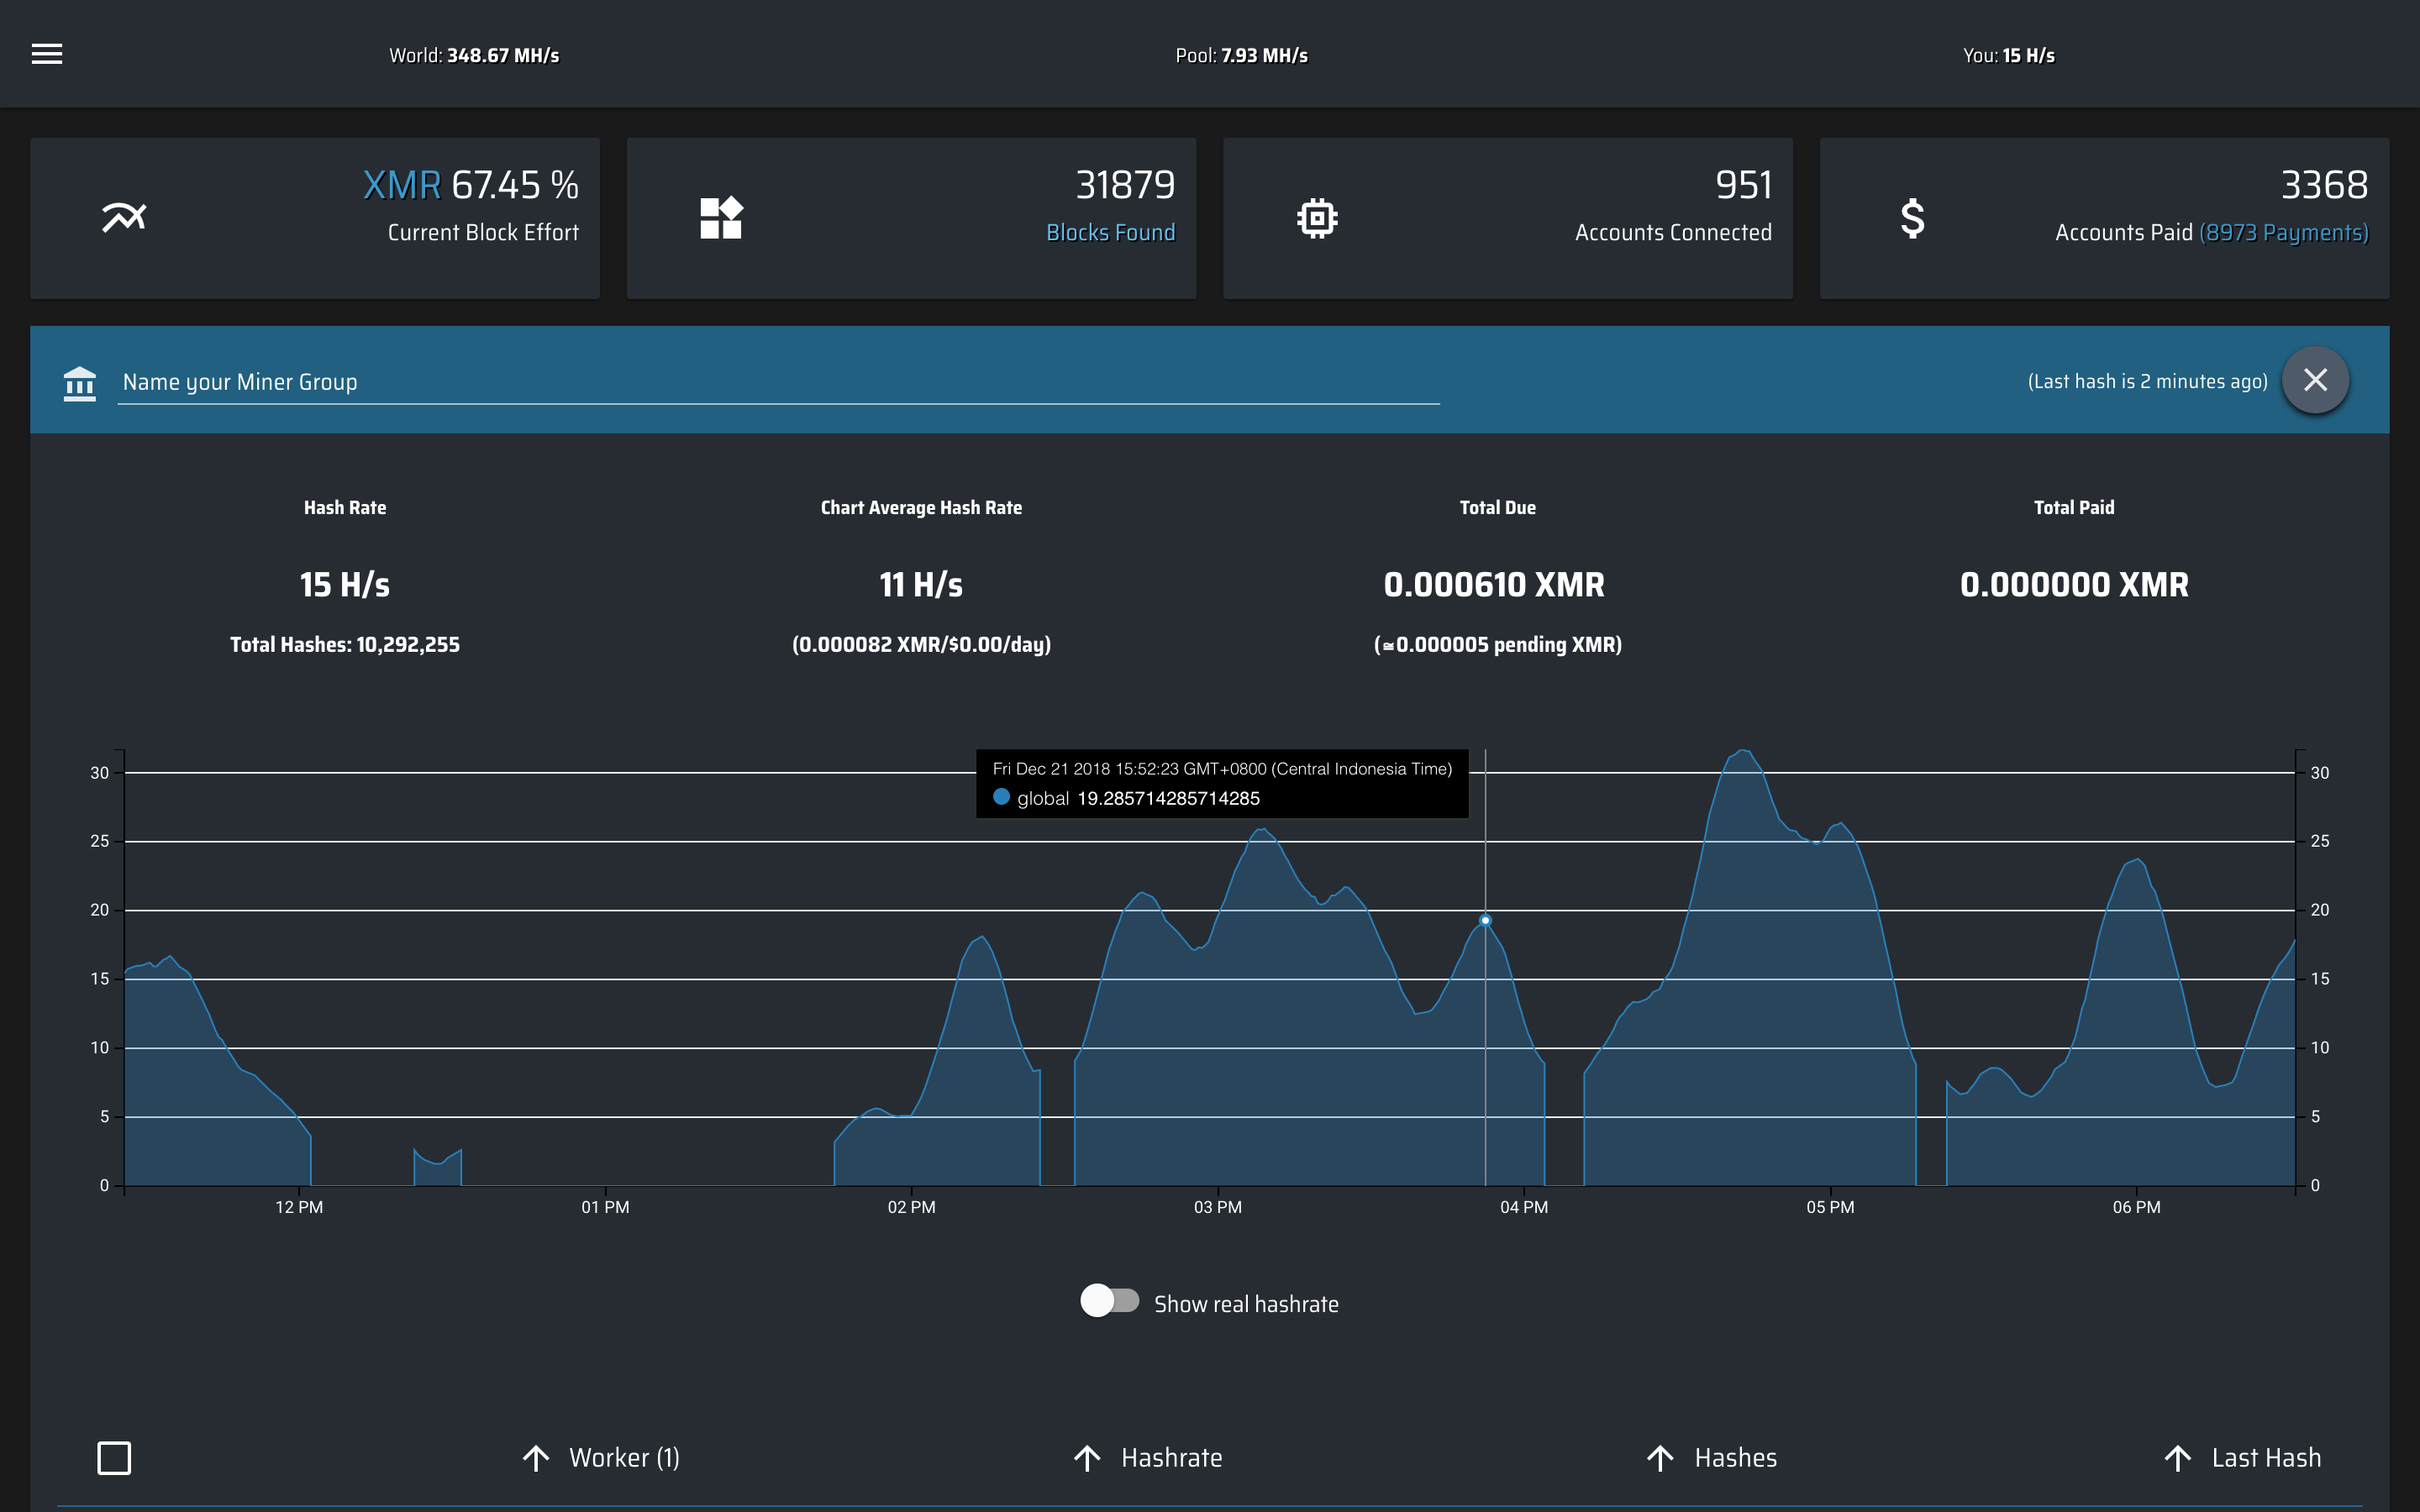 World: 348.67 MH/s
Pool: 7.93 MH/s
You: 15 H/s
XMR 67.45 %
Current Block Effort
31879
Blocks Found
951
Accounts Connected
3368
Accounts Paid (8973 Payments)
Name your Miner Group
(Last hash is 2 minutes ago)
Hash Rate
15 H/s
Total Hashes: 10,292,255
Chart Average Hash Rate
11 H/s
(0.000082 XMR/$0.00/day)
Total Due
0.000610 XMR
(≃0.000005 pending XMR)
Total Paid
0.000000 XMR
Fri Dec 21 2018 15:52:23 GMT+0800 (Central Indonesia Time)
global 19.285714285714285
30 30
25 25
20 20
15 15
10 10
5 5
0 0
12 PM 01 PM 02 PM 03 PM 04 PM 05 PM 06 PM
Show real hashrate
Worker (1) Hashrate Hashes Last Hash